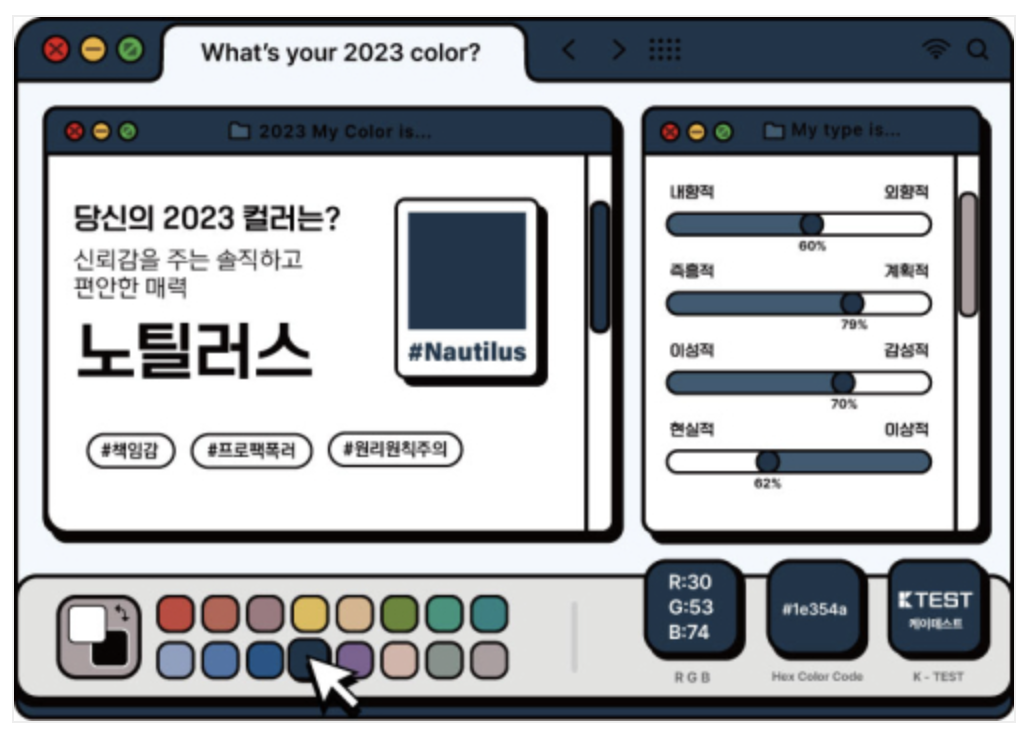 What's your 2023 color?
2023 My Color is...
당신의 2023 컬러는?
신뢰감을 주는 솔직하고
편안한 매력
노틸러스
#Nautilus
#책임감 #프로팩폭러 #원리원칙주의
My type is...
내향적 외향적
60%
즉흥적 계획적
79%
이성적 감성적
70%
현실적 이상적
62%
R:30
G:53
B:74
RGB
#1e354a
Hex Color Code
KTEST
케이테스트
K - TEST